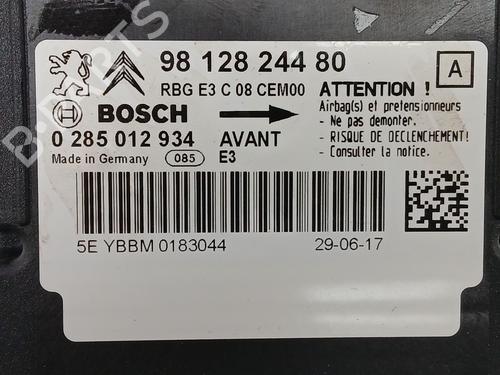 98 128 244 80
A
RBG E3 C 08 CEM00
BOSCH
ATTENTION !
Airbag(s) et pretensionneurs
- Ne pas demonter.
- RISQUE DE DECLENCHEMENT!
- Consulter la notice.
0 285 012 934 AVANT
Made in Germany 085 E3
5E YBBM 0183044
29-06-17
B-PARTS